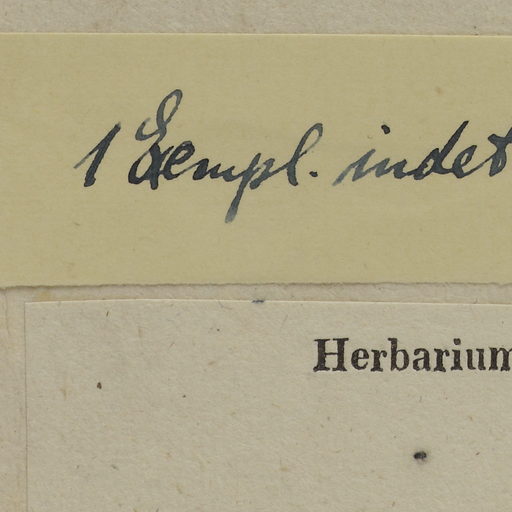 1 Exempl. indet
Herbarium